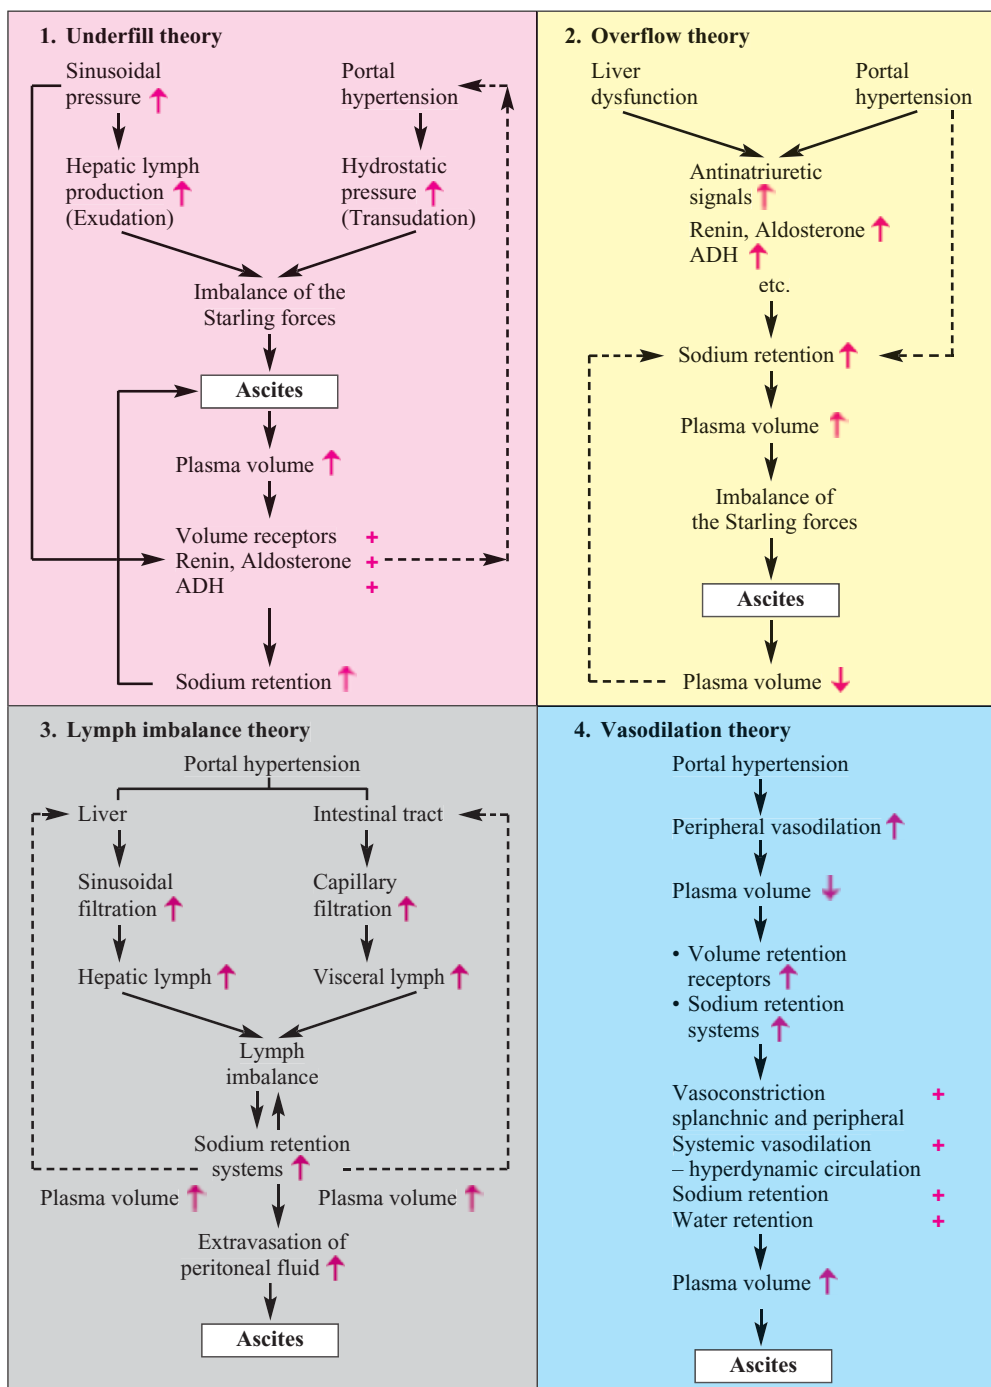 1. Underfill theory
Sinusoidal
pressure ↑
Portal
hypertension
Hepatic lymph
production ↑
(Exudation)
Hydrostatic
pressure ↑
(Transudation)
Imbalance of the
Starling forces
Ascites
Plasma volume ↑
Volume receptors +
Renin, Aldosterone +
ADH +
Sodium retention ↑
2. Overflow theory
Liver
dysfunction
Portal
hypertension
Antinatriuretic
signals ↑
Renin, Aldosterone ↑
ADH ↑
etc.
Sodium retention ↑
Plasma volume ↑
Imbalance of
the Starling forces
Ascites
Plasma volume ↓
3. Lymph imbalance theory
Portal hypertension
Liver
Intestinal tract
Sinusoidal
filtration ↑
Capillary
filtration ↑
Hepatic lymph ↑
Visceral lymph ↑
Lymph
imbalance
Sodium retention
systems ↑
Plasma volume ↑
Plasma volume ↑
Extravasation of
peritoneal fluid ↑
Ascites
4. Vasodilation theory
Portal hypertension
Peripheral vasodilation ↑
Plasma volume ↓
• Volume retention
receptors ↑
• Sodium retention
systems ↑
Vasoconstriction +
splanchnic and peripheral
Systemic vasodilation +
– hyperdynamic circulation
Sodium retention +
Water retention +
Plasma volume ↑
Ascites